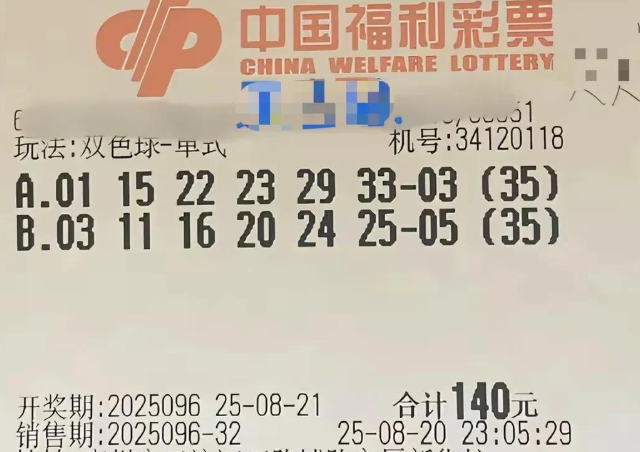 中国福利彩票
CHINA WELFARE LOTTERY
玩法:双色球-单式 机号:34120118
A.01 15 22 23 29 33-03 (35)
B.03 11 16 20 24 25-05 (35)
开奖期:2025096 25-08-21 合计140元
销售期:2025096-32 25-08-20 23:05:29